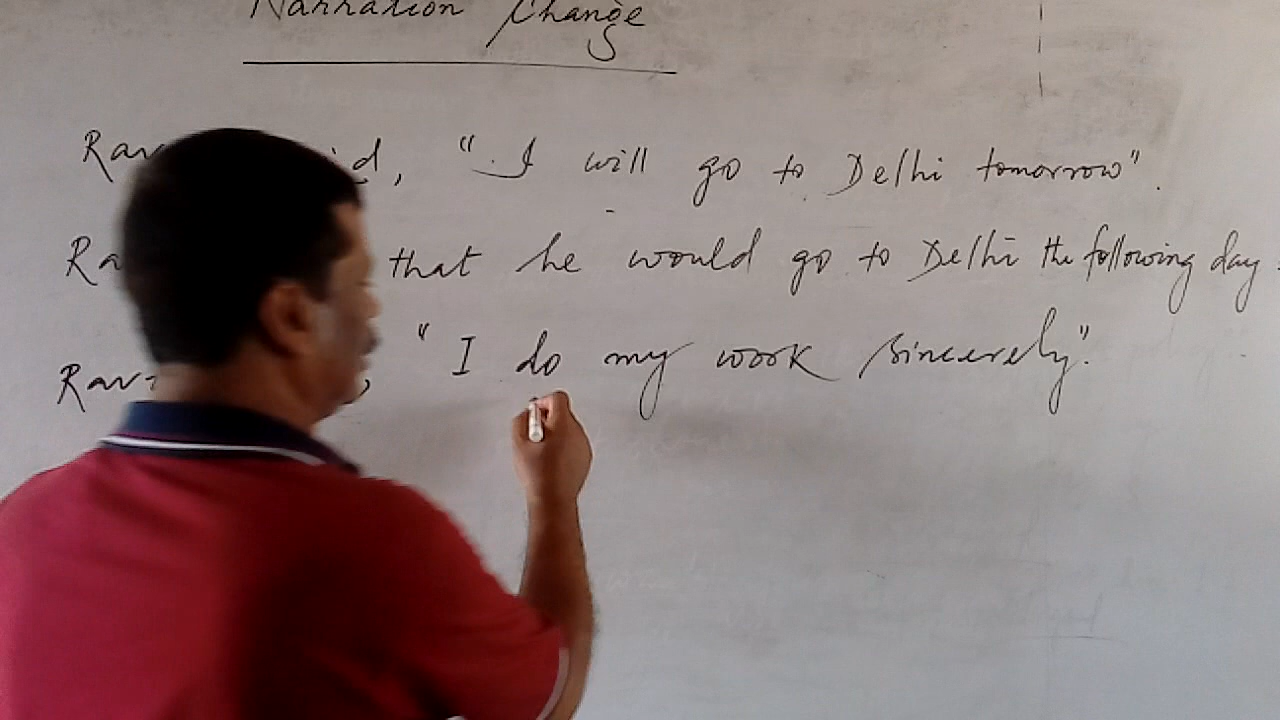 Narration Change
d, "I will go to Delhi tomorrow".
that he would go to Delhi the following day.
, "I do my work sincerely".